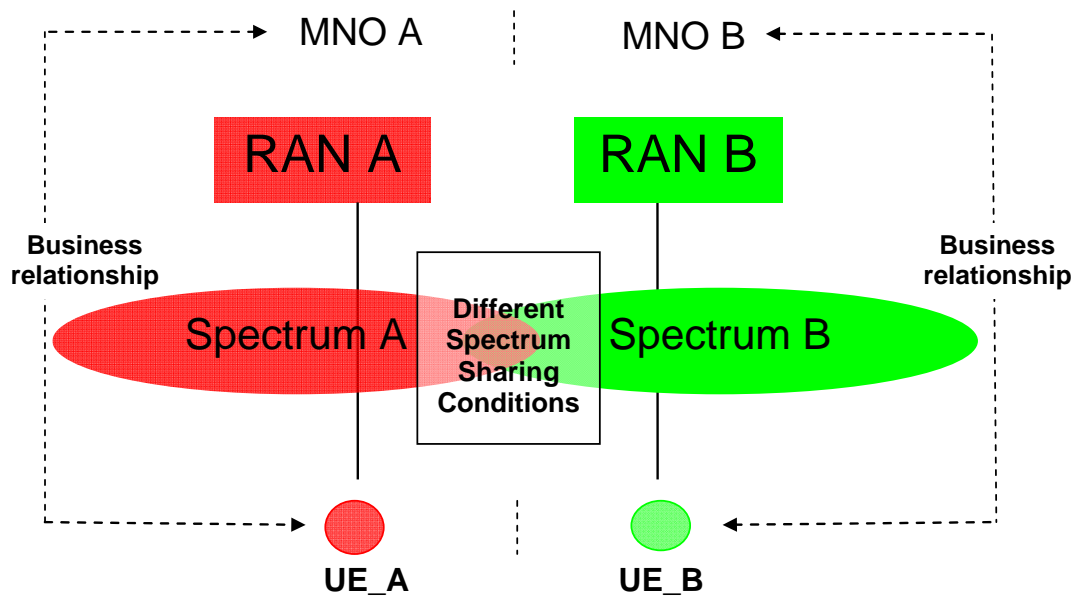 MNO A
MNO B
RAN A
RAN B
Business
relationship
Business
relationship
Spectrum A
Different
Spectrum
Sharing
Conditions
Spectrum B
UE_A
UE_B